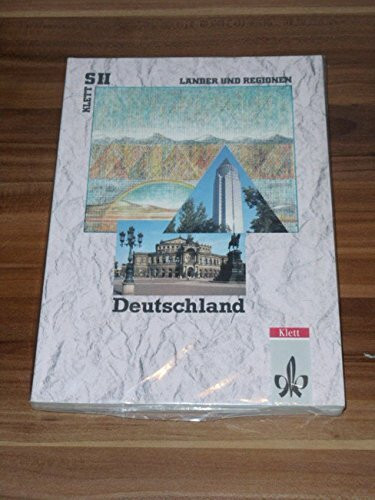 KLETT
SII
LÄNDER UND REGIONEN
Deutschland
Klett